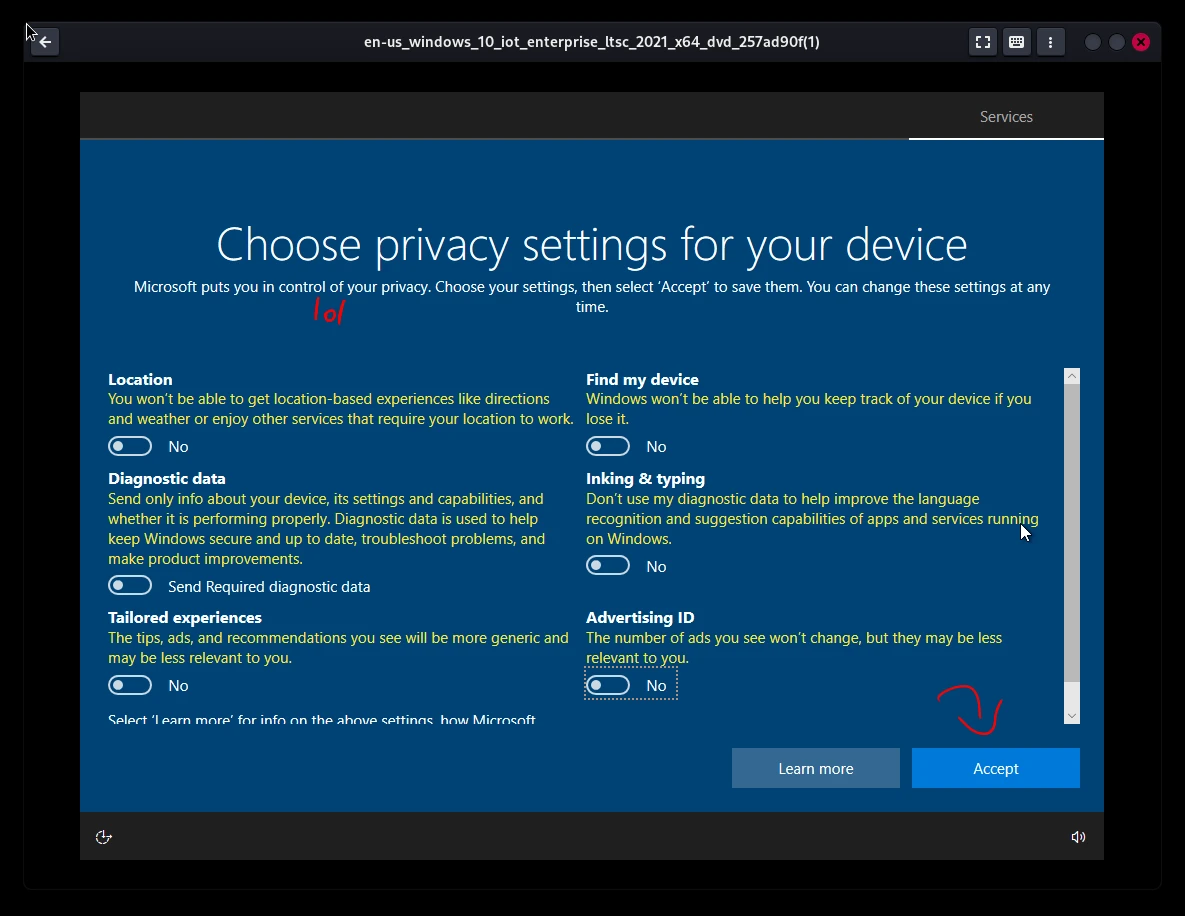 en-us_windows_10_iot_enterprise_ltsc_2021_x64_dvd_257ad90f(1)
Services
Choose privacy settings for your device
Microsoft puts you in control of your privacy. Choose your settings, then select ‘Accept’ to save them. You can change these settings at any
time.
lol
Location
You won’t be able to get location-based experiences like directions
and weather or enjoy other services that require your location to work.
No
Find my device
Windows won’t be able to help you keep track of your device if you
lose it.
No
Diagnostic data
Send only info about your device, its settings and capabilities, and
whether it is performing properly. Diagnostic data is used to help
keep Windows secure and up to date, troubleshoot problems, and
make product improvements.
Send Required diagnostic data
Inking & typing
Don’t use my diagnostic data to help improve the language
recognition and suggestion capabilities of apps and services running
on Windows.
No
Tailored experiences
The tips, ads, and recommendations you see will be more generic and
may be less relevant to you.
No
Advertising ID
The number of ads you see won’t change, but they may be less
relevant to you.
No
Select ‘Learn more’ for info on the above settings, how Microsoft
Learn more
Accept